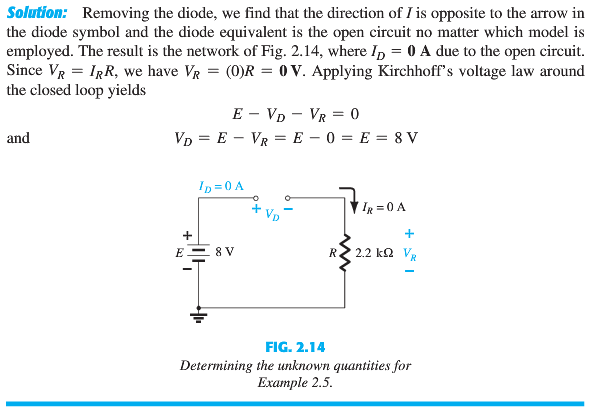 Solution: Removing the diode, we find that the direction of I is opposite to the arrow in
the diode symbol and the diode equivalent is the open circuit no matter which model is
employed. The result is the network of Fig. 2.14, where I_D = 0 A due to the open circuit.
Since V_R = I_R R, we have V_R = (0)R = 0 V. Applying Kirchhoff's voltage law around
the closed loop yields
E − V_D − V_R = 0
and V_D = E − V_R = E − 0 = E = 8 V
I_D = 0 A
+ V_D −
I_R = 0 A
+
E 8 V
−
+
R 2.2 kΩ V_R
−
FIG. 2.14
Determining the unknown quantities for
Example 2.5.